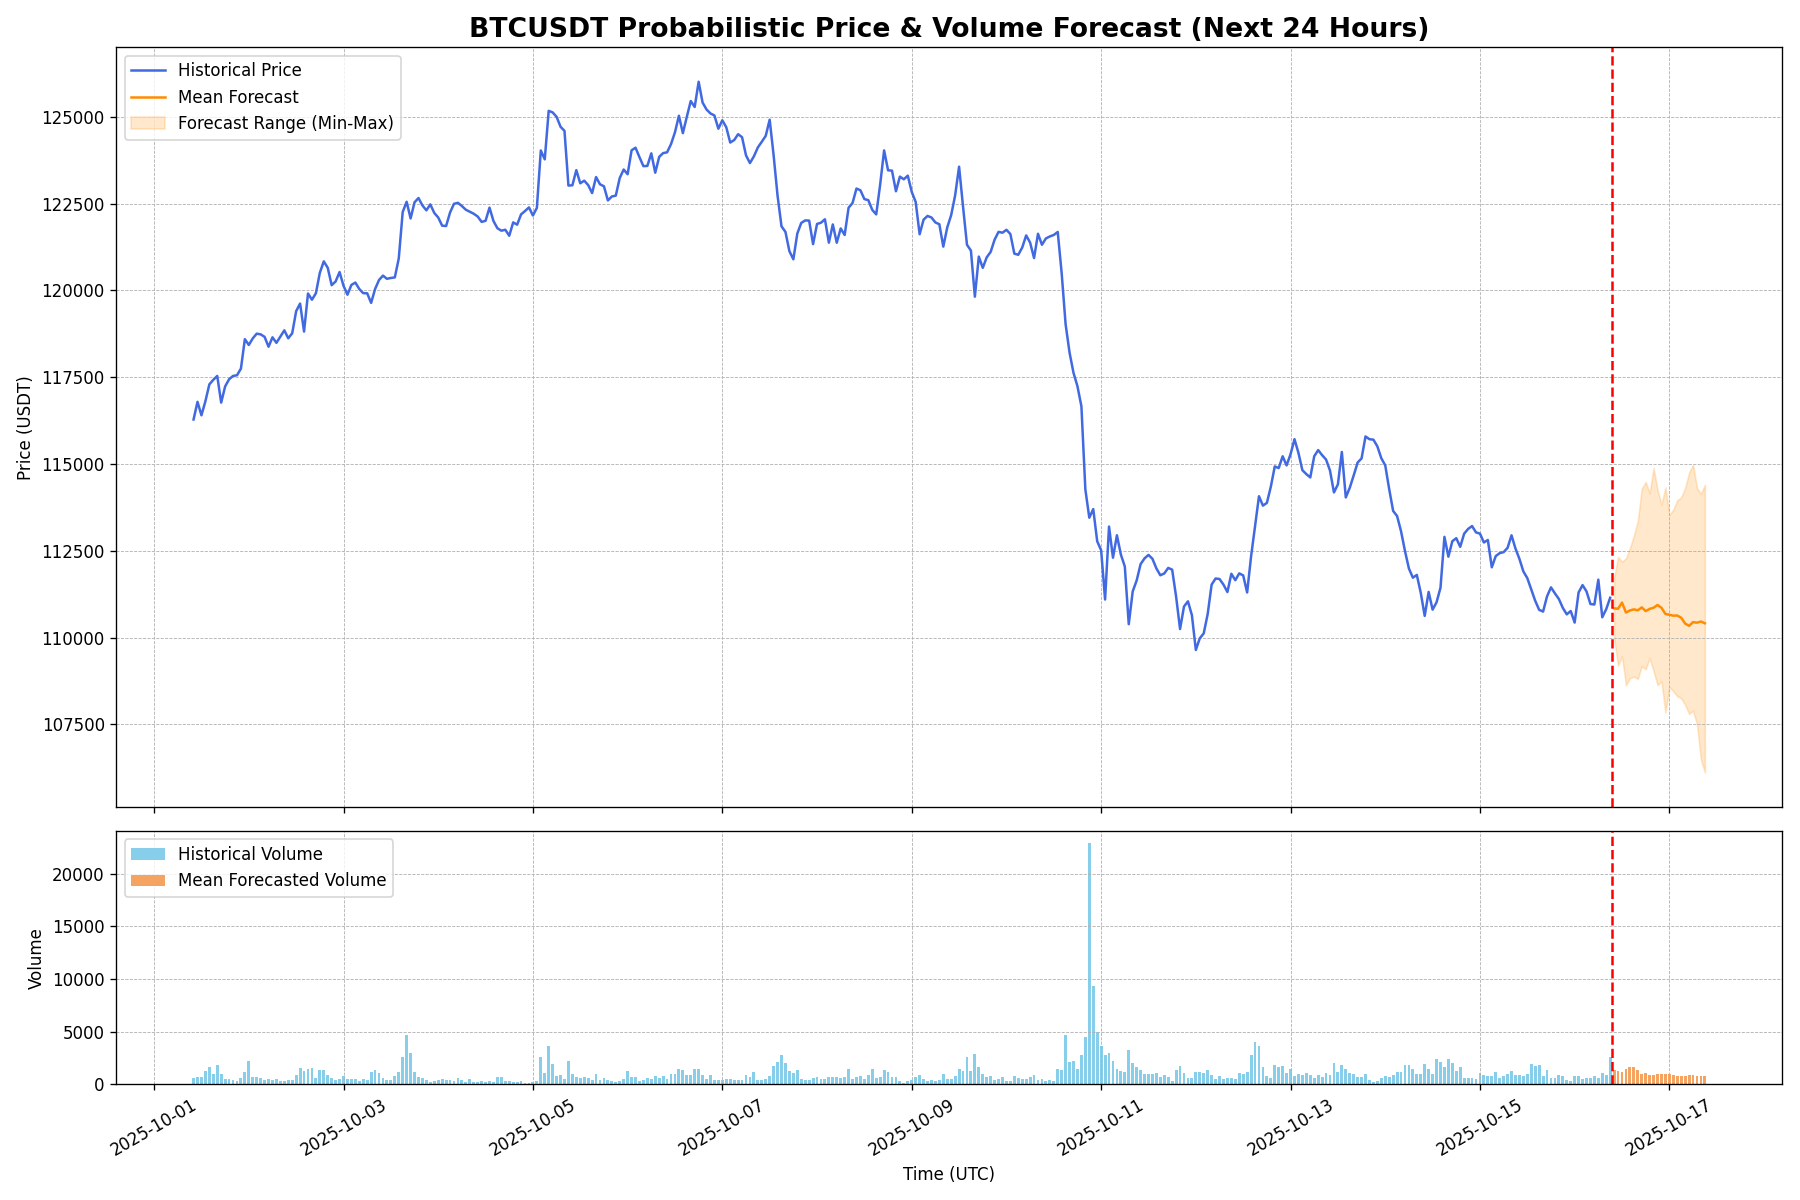 BTCUSDT Probabilistic Price & Volume Forecast (Next 24 Hours)
Historical Price
Mean Forecast
Forecast Range (Min-Max)
Price (USDT)
125000
122500
120000
117500
115000
112500
110000
107500
Historical Volume
Mean Forecasted Volume
Volume
20000
15000
10000
5000
0
2025-10-01
2025-10-03
2025-10-05
2025-10-07
2025-10-09
2025-10-11
2025-10-13
2025-10-15
2025-10-17
Time (UTC)